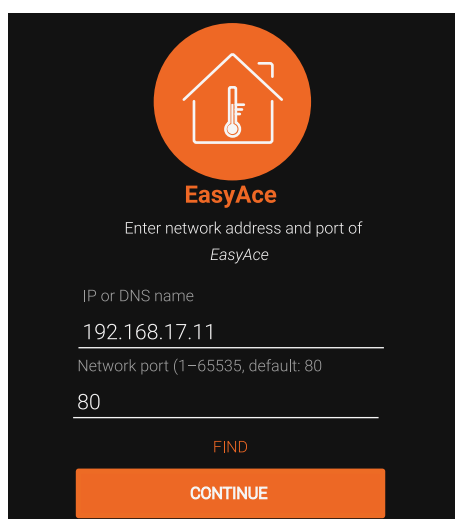 EasyAce
Enter network address and port of
EasyAce
IP or DNS name
192.168.17.11
Network port (1–65535, default: 80
80
FIND
CONTINUE